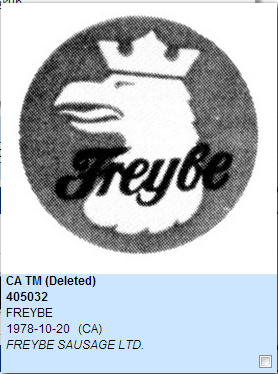 Freybe
CA TM (Deleted)
405032
FREYBE
1978-10-20 (CA)
FREYBE SAUSAGE LTD.